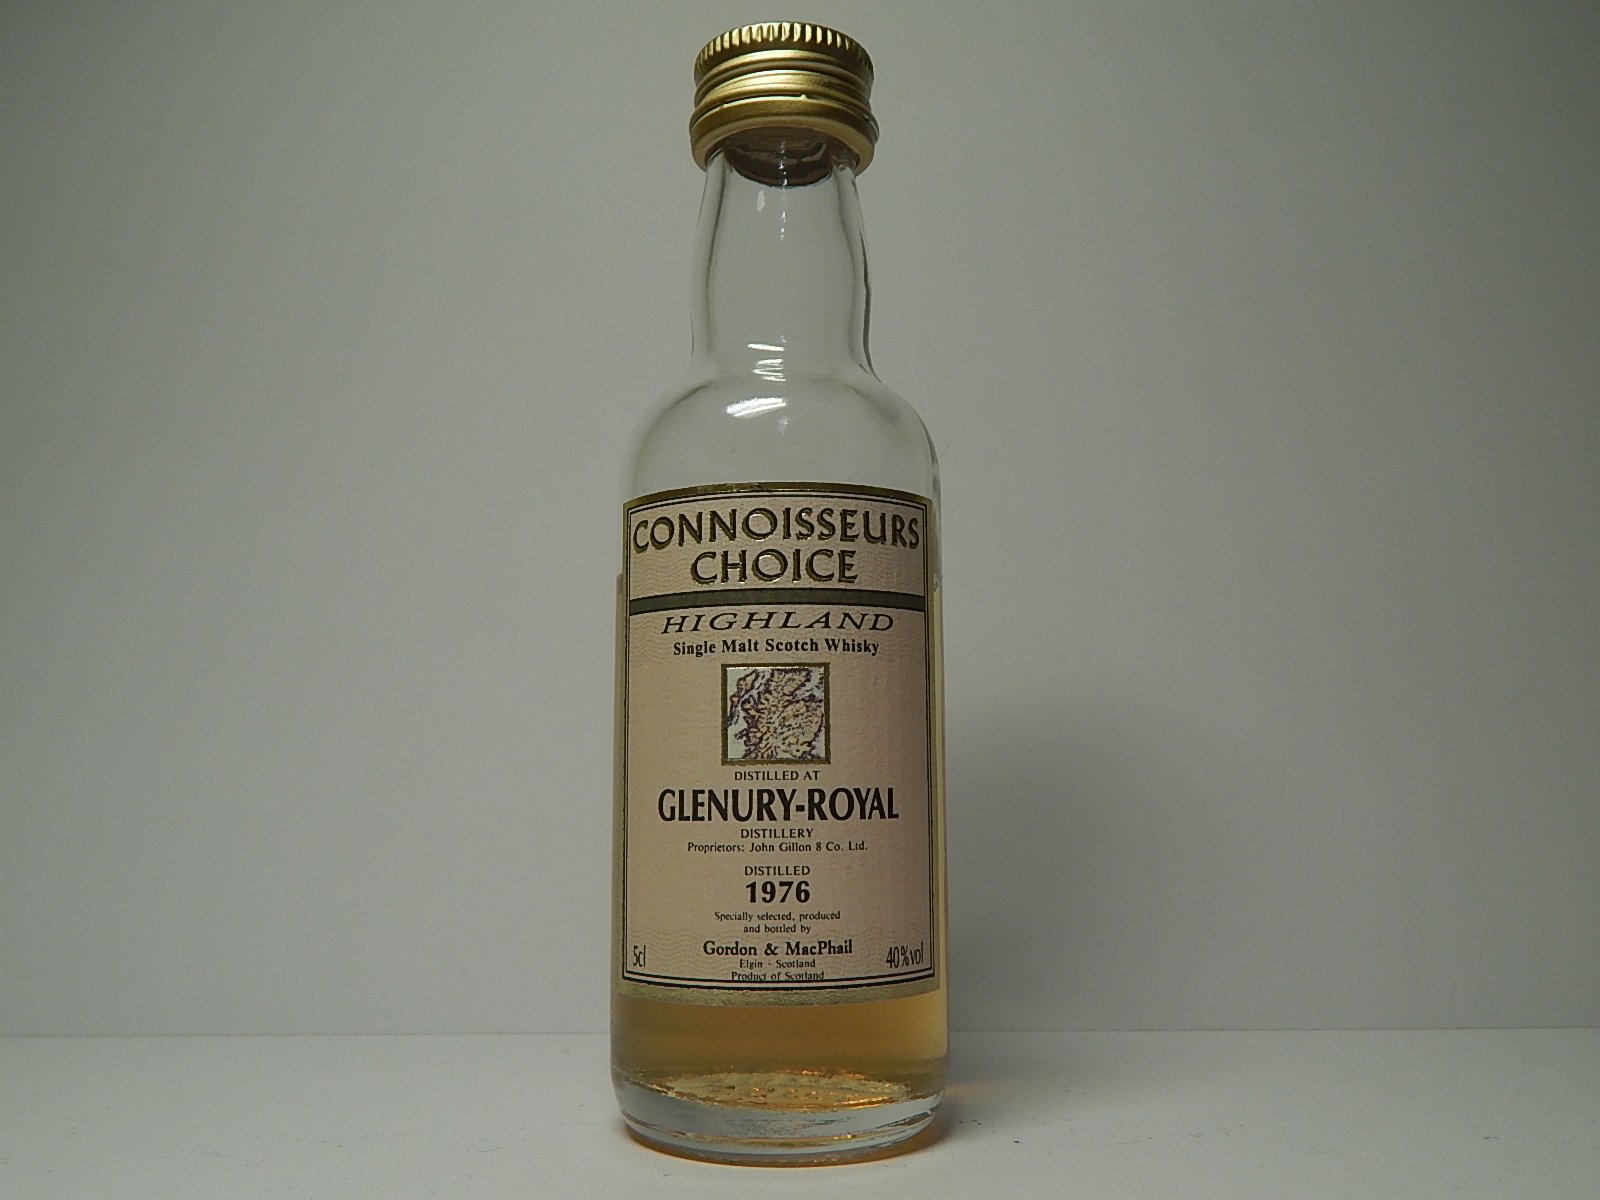 CONNOISSEURS
CHOICE
HIGHLAND
Single Malt Scotch Whisky
DISTILLED AT
GLENURY-ROYAL
DISTILLERY
Proprietors: John Gillon & Co. Ltd.
DISTILLED
1976
Specially selected, produced
and bottled by
Gordon & MacPhail
Elgin - Scotland
Product of Scotland
5cl
40%vol